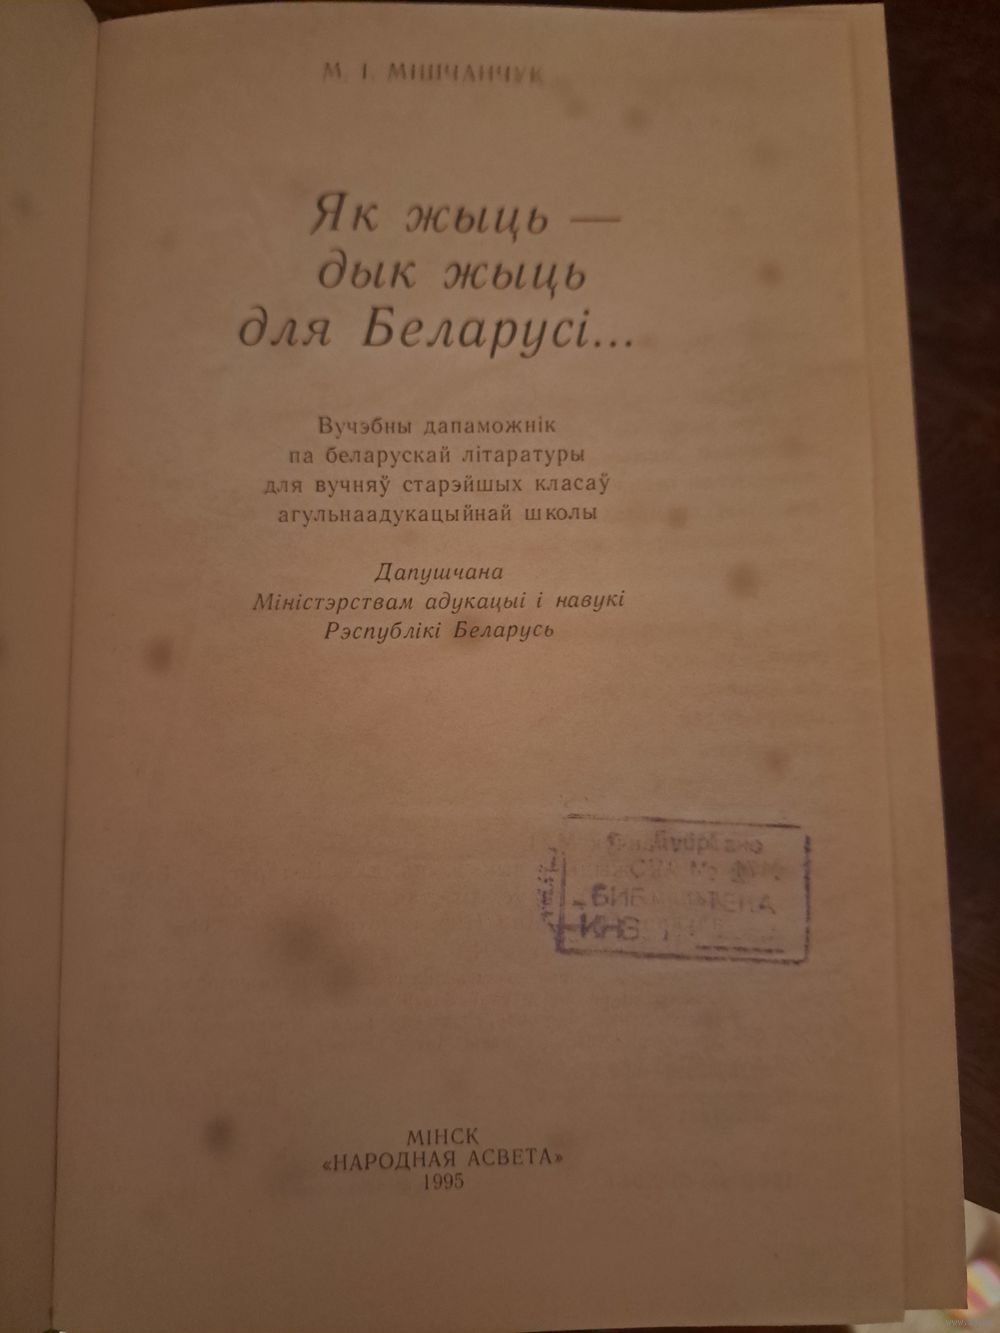 М. І. МІШЧАНЧУК
Як жыць —
дык жыць
для Беларусі...
Вучэбны дапаможнік
па беларускай літаратуры
для вучняў старэйшых класаў
агульнаадукацыйнай школы
Дапушчана
Міністэрствам адукацыі і навукі
Рэспублікі Беларусь
БИБЛИОТЕКА
МІНСК
«НАРОДНАЯ АСВЕТА»
1995